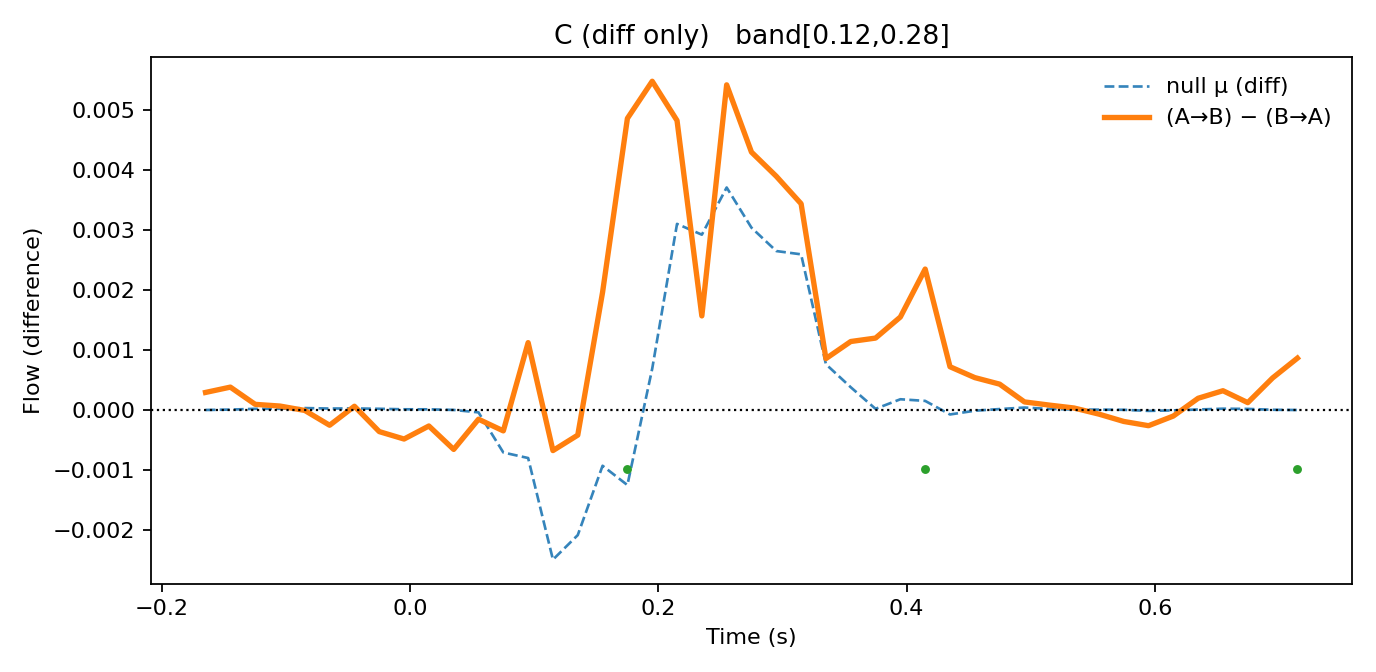 C (diff only)   band[0.12,0.28]
null μ (diff)
(A→B) − (B→A)
Flow (difference)
0.005
0.004
0.003
0.002
0.001
0.000
−0.001
−0.002
−0.2
0.0
0.2
0.4
0.6
Time (s)